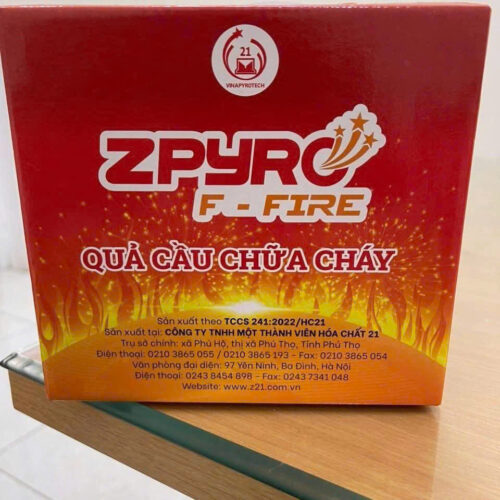 21
VINAPYROTECH
ZPYRO
F - FIRE
QUẢ CẦU CHỮA CHÁY
Sản xuất theo TCCS 241:2022/HC21
Sản xuất tại: CÔNG TY TNHH MỘT THÀNH VIÊN HÓA CHẤT 21
Trụ sở chính: xã Phú Hộ, thị xã Phú Thọ, Tỉnh Phú Thọ
Điện thoại: 0210 3865 055 / 0210 3865 193 - Fax: 0210 3865 054
Văn phòng đại diện: 97 Yên Ninh, Ba Đình, Hà Nội
Điện thoại: 0243 8454 898 - Fax: 0243 7341 048
Website: www.z21.com.vn